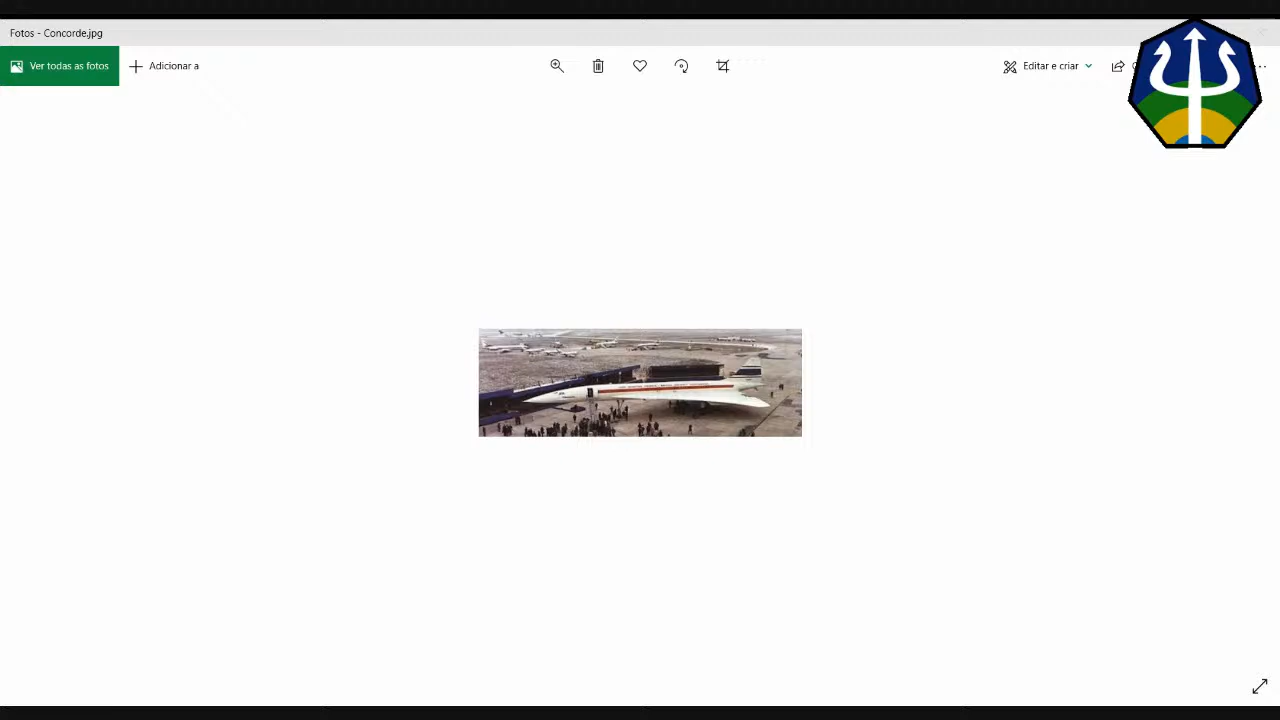 Fotos - Concorde.jpg
Ver todas as fotos
Adicionar a
Editar e criar